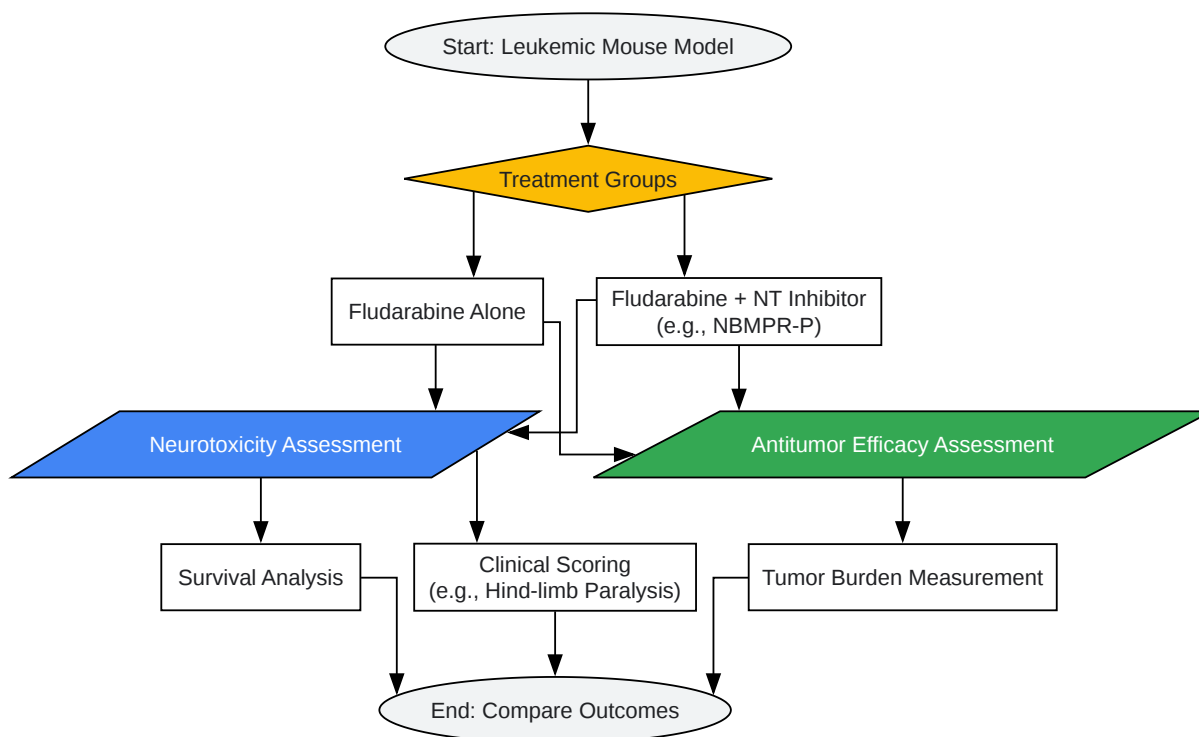 Start: Leukemic Mouse Model
Treatment Groups
Fludarabine Alone
Fludarabine + NT Inhibitor
(e.g., NBMPR-P)
Neurotoxicity Assessment
Antitumor Efficacy Assessment
Survival Analysis
Clinical Scoring
(e.g., Hind-limb Paralysis)
Tumor Burden Measurement
End: Compare Outcomes